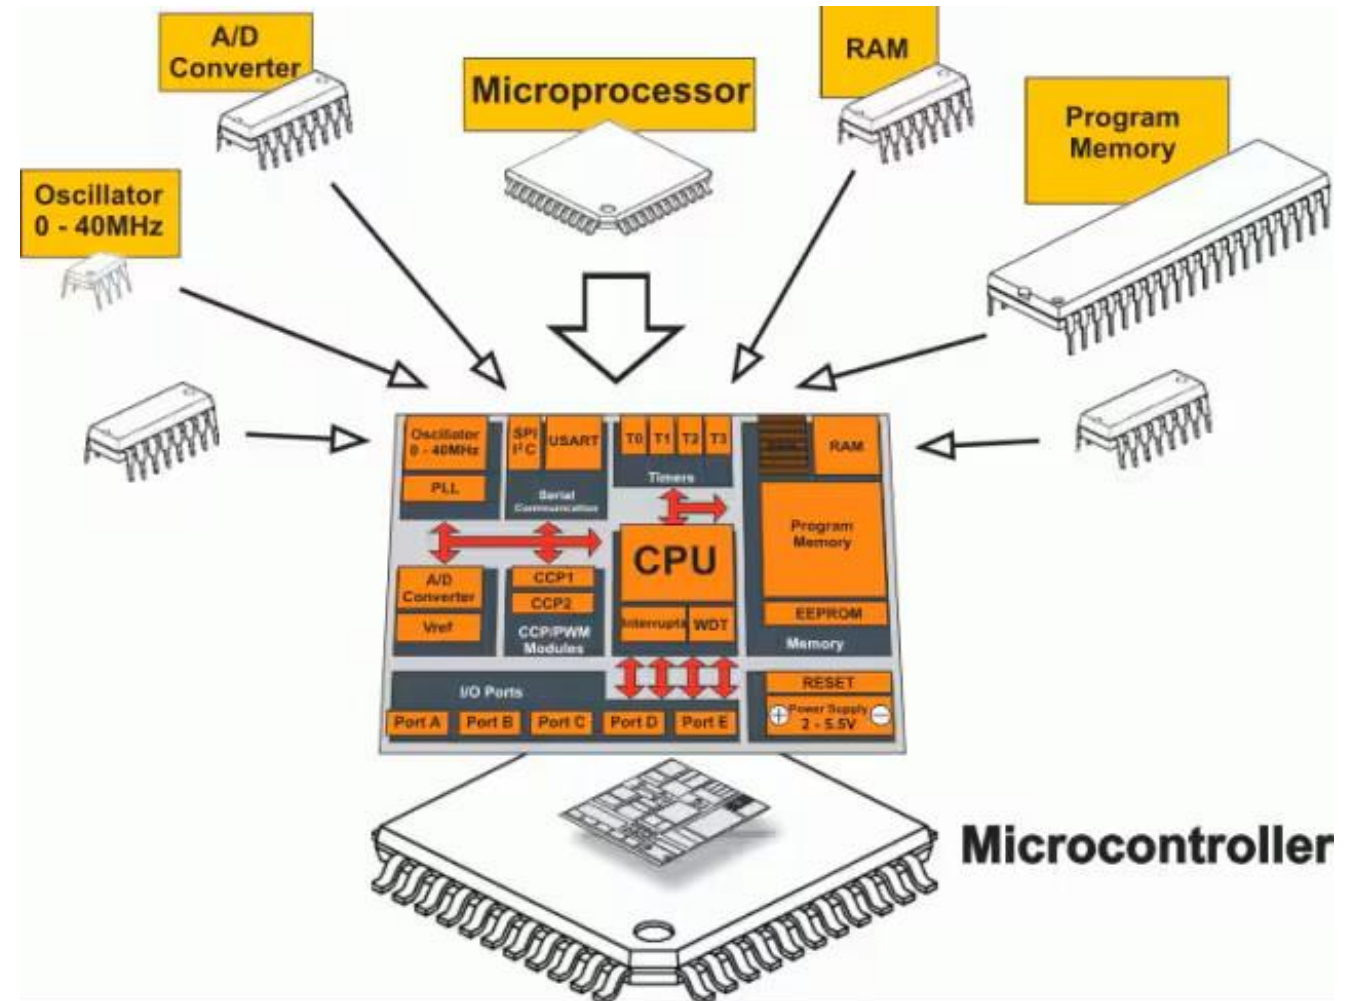 A/D
Converter
Microprocessor
RAM
Program
Memory
Oscillator
0 - 40MHz
Oscillator
0 - 40MHz
PLL
SPI
I²C
USART
Serial
Communication
T0 T1 T2 T3
Timers
RAM
Program
Memory
EEPROM
Memory
A/D
Converter
Vref
CCP1
CCP2
CCP/PWM
Modules
CPU
Interrupts
WDT
I/O Ports
Port A Port B Port C Port D Port E
RESET
Power Supply
2 - 5.5V
Microcontroller